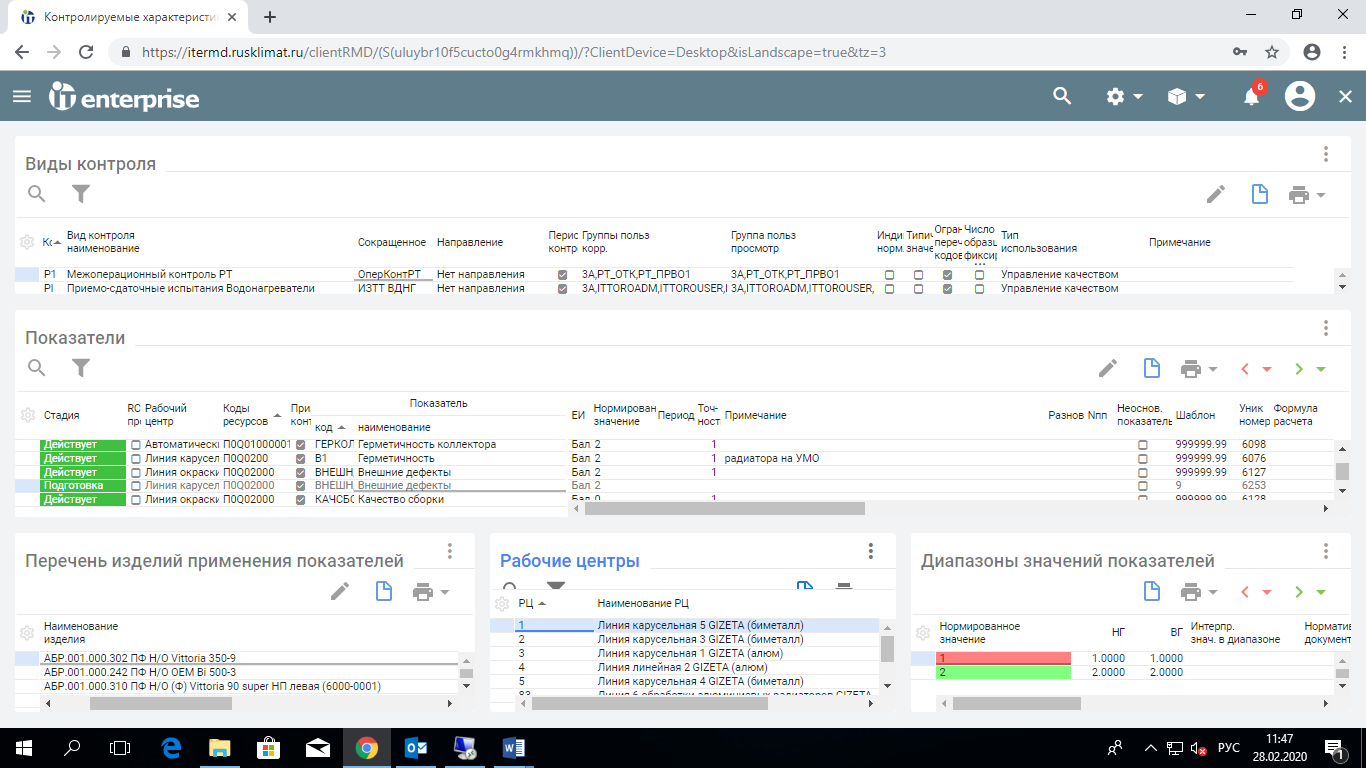 Контролируемые характеристи
https://itermd.rusklimat.ru/clientRMD/(S(uluybr10f5cucto0g4rmkhmq))/?ClientDevice=Desktop&isLandscape=true&tz=3
IT enterprise
6
Виды контроля
Кс Вид контроля наименование Сокращенное Направление Перис контр Группы польз корр. Группы польз просмотр Инди норм. Типич значе Огран переч кодов Число образц фиксир ... Тип использования Примечание
Р1 Межоперационный контроль РТ ОперКонтРТ Нет направления ЗА,РТ_ОТК,РТ_ПРВО1 ЗА,РТ_ОТК,РТ_ПРВО1 Управление качеством
PI Приемо-сдаточные испытания Водонагреватели ИЗТТ ВДНГ Нет направления ЗА,ITTOROADM,ITTOROUSER, ЗА,ITTOROADM,ITTOROUSER, Управление качеством
Показатели
Стадия Рабочий центр Коды ресурсов При конт Показатель код наименование ЕИ Нормирован значение Период Точ- ност Примечание Разнов Nпп Неоснов. показатель Шаблон Уник номер Формула расчета
Действует Автоматическ П0Q01000001 ГЕРКОЛ Герметичность коллектора Бал 2 1 999999.99 6098
Действует Линия карусел П0Q0200 В1 Герметичность Бал 2 1 радиатора на УМО 999999.99 6076
Действует Линия окраски П0Q02000 ВНЕШН Внешние дефекты Бал 2 1 999999.99 6127
Подготовка Линия карусел П0Q02000 ВНЕШН Внешние дефекты Бал 2 9 6253
Действует Линия окраски П0Q02000 КАЧСБО Качество сборки Бал 0 1 999999.99 6128
Перечень изделий применения показателей
Наименование
изделия
АБР.001.000.302 ПФ Н/О Vittoria 350-9
АБР.001.000.242 ПФ Н/О OEM Bi 500-3
АБР.001.000.310 ПФ Н/О (Ф) Vittoria 90 super НП левая (6000-0001)
Рабочие центры
РЦ Наименование РЦ
1 Линия карусельная 5 GIZETA (биметалл)
2 Линия карусельная 3 GIZETA (биметалл)
3 Линия карусельная 1 GIZETA (алюм)
4 Линия линейная 2 GIZETA (алюм)
5 Линия карусельная 4 GIZETA (биметалл)
83 Линия 6 обработки алюминиевых радиаторов GIZETA
Диапазоны значений показателей
Нормированное значение НГ ВГ Интерпр. знач. в диапазоне Норматив документ
1 1.0000 1.0000
2 2.0000 2.0000
РУС
11:47
28.02.2020
1